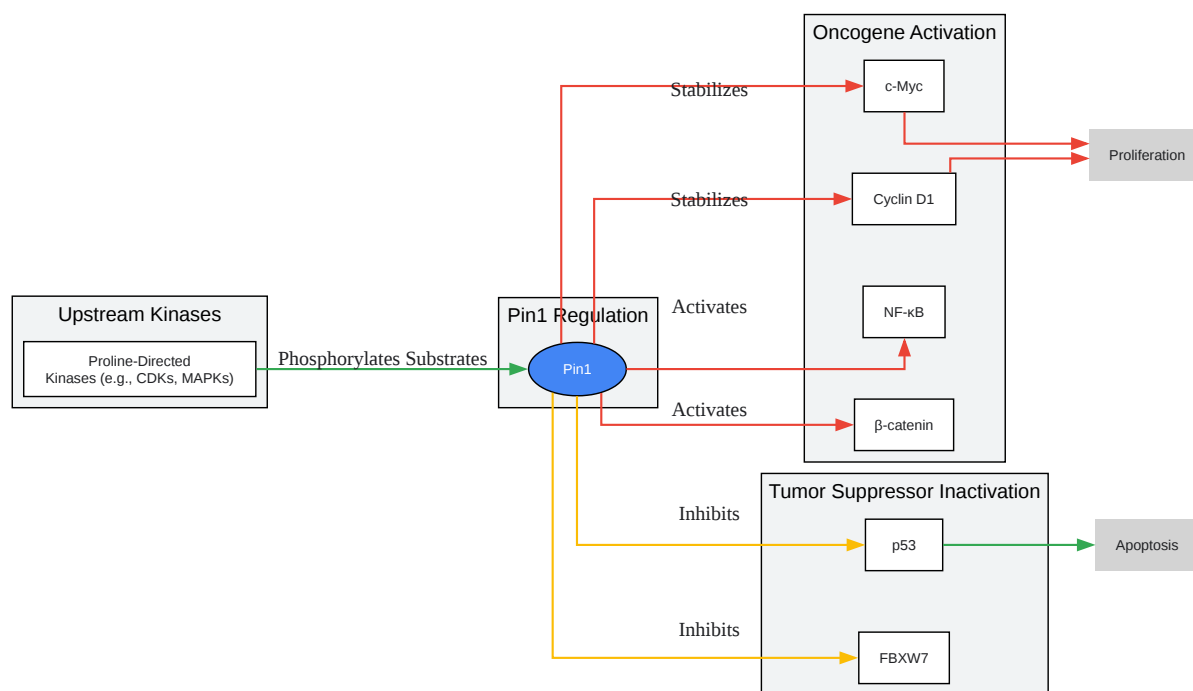 Oncogene Activation
Stabilizes
c-Myc
Proliferation
Stabilizes
Cyclin D1
Upstream Kinases
Proline-Directed
Kinases (e.g., CDKs, MAPKs)
Phosphorylates Substrates
Pin1 Regulation
Pin1
Activates
NF-κB
Activates
β-catenin
Tumor Suppressor Inactivation
Inhibits
p53
Apoptosis
Inhibits
FBXW7